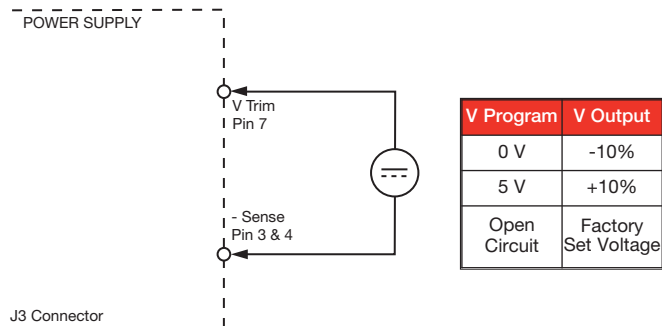 POWER SUPPLY
V Trim
Pin 7
- Sense
Pin 3 & 4
J3 Connector
V Program V Output
0 V -10%
5 V +10%
Open Circuit Factory Set Voltage